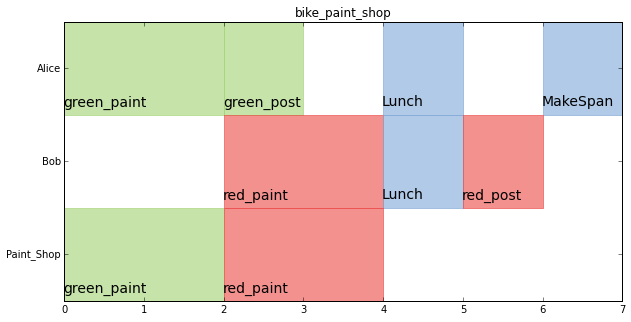 bike_paint_shop
Alice
green_paint
green_post
Lunch
MakeSpan
Bob
red_paint
Lunch
red_post
Paint_Shop
green_paint
red_paint
0 1 2 3 4 5 6 7